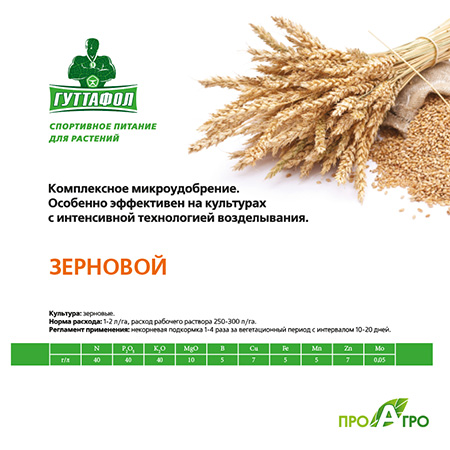 ГУТТАФОЛ
СПОРТИВНОЕ ПИТАНИЕ
ДЛЯ РАСТЕНИЙ
Комплексное микроудобрение.
Особенно эффективен на культурах
с интенсивной технологией возделывания.
ЗЕРНОВОЙ
Культура: зерновые.
Норма расхода: 1-2 л/га, расход рабочего раствора 250-300 л/га.
Регламент применения: некорневая подкормка 1-4 раза за вегетационный период с интервалом 10-20 дней.
N P₂O₅ K₂O MgO B Cu Fe Mn Zn Mo
г/л 40 40 40 10 5 7 5 5 7 0,05
ПРО АГРО